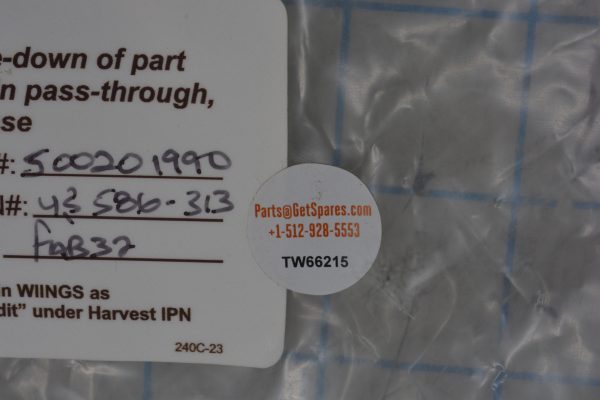 e-down of part
n pass-through,
se
#: 500201990
N#: 43 586-313
FAB32
in WIINGS as
dit" under Harvest IPN
240C-23
Parts@GetSpares.com
+1-512-928-5553
TW66215